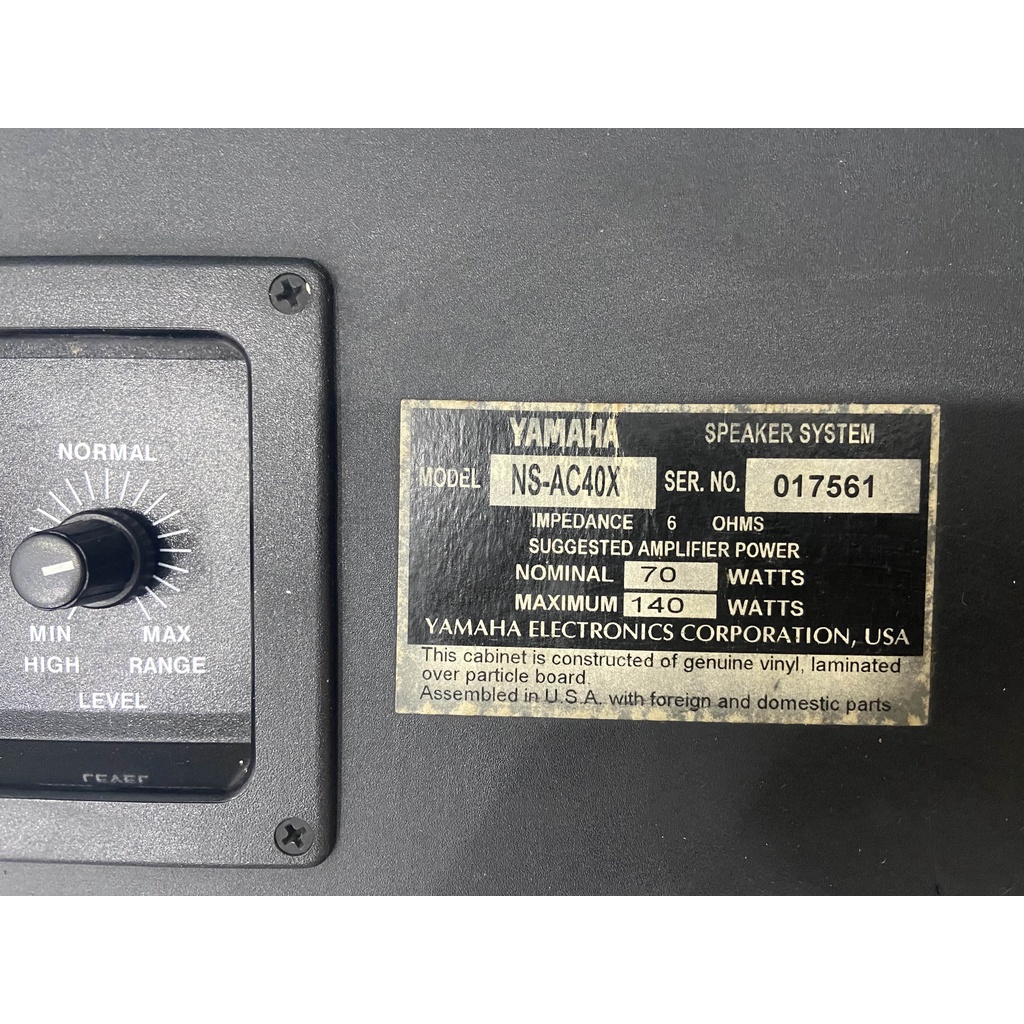 NORMAL
MIN MAX
HIGH RANGE
LEVEL
YAMAHA SPEAKER SYSTEM
MODEL NS-AC40X SER. NO. 017561
IMPEDANCE 6 OHMS
SUGGESTED AMPLIFIER POWER
NOMINAL 70 WATTS
MAXIMUM 140 WATTS
YAMAHA ELECTRONICS CORPORATION, USA
This cabinet is constructed of genuine vinyl, laminated
over particle board.
Assembled in U.S.A. with foreign and domestic parts